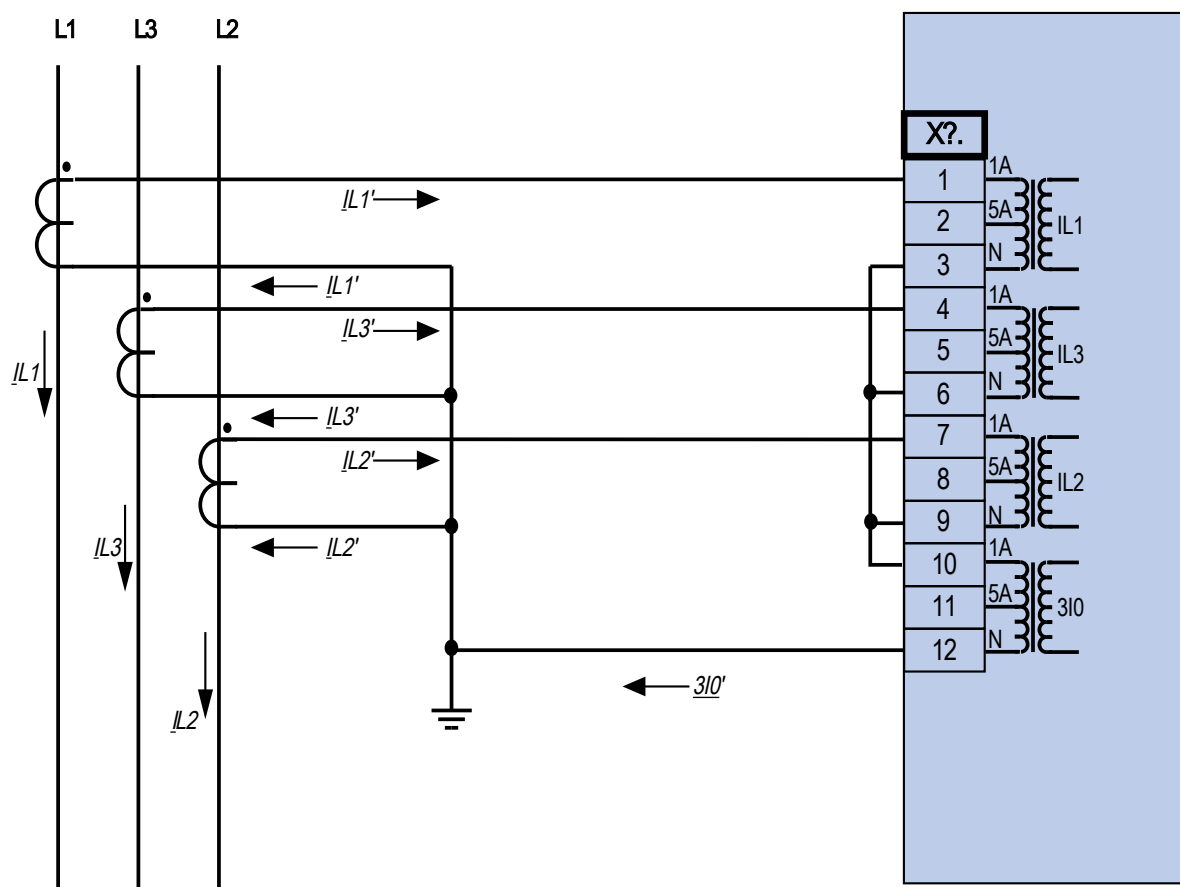 L1 L3 L2
X?.
1 1A
IL1'
2 5A IL1
3 N
IL1'
4 1A
IL3'
5 5A IL3
IL1
6 N
IL3'
7 1A
IL2'
8 5A IL2
9 N
IL3
IL2'
10 1A
11 5A 3I0
12 N
3I0'
IL2